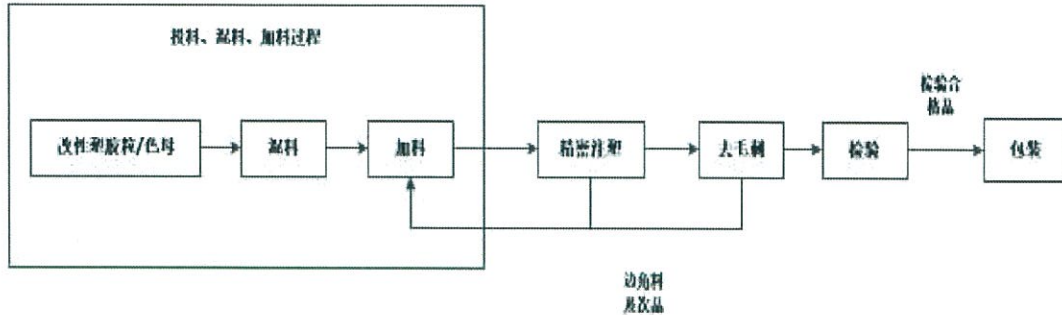 投料、混料、加料过程
检验合
格品
改性塑胶粒/色母
混料
加料
精密注塑
去毛刺
检验
包装
边角料
及次品